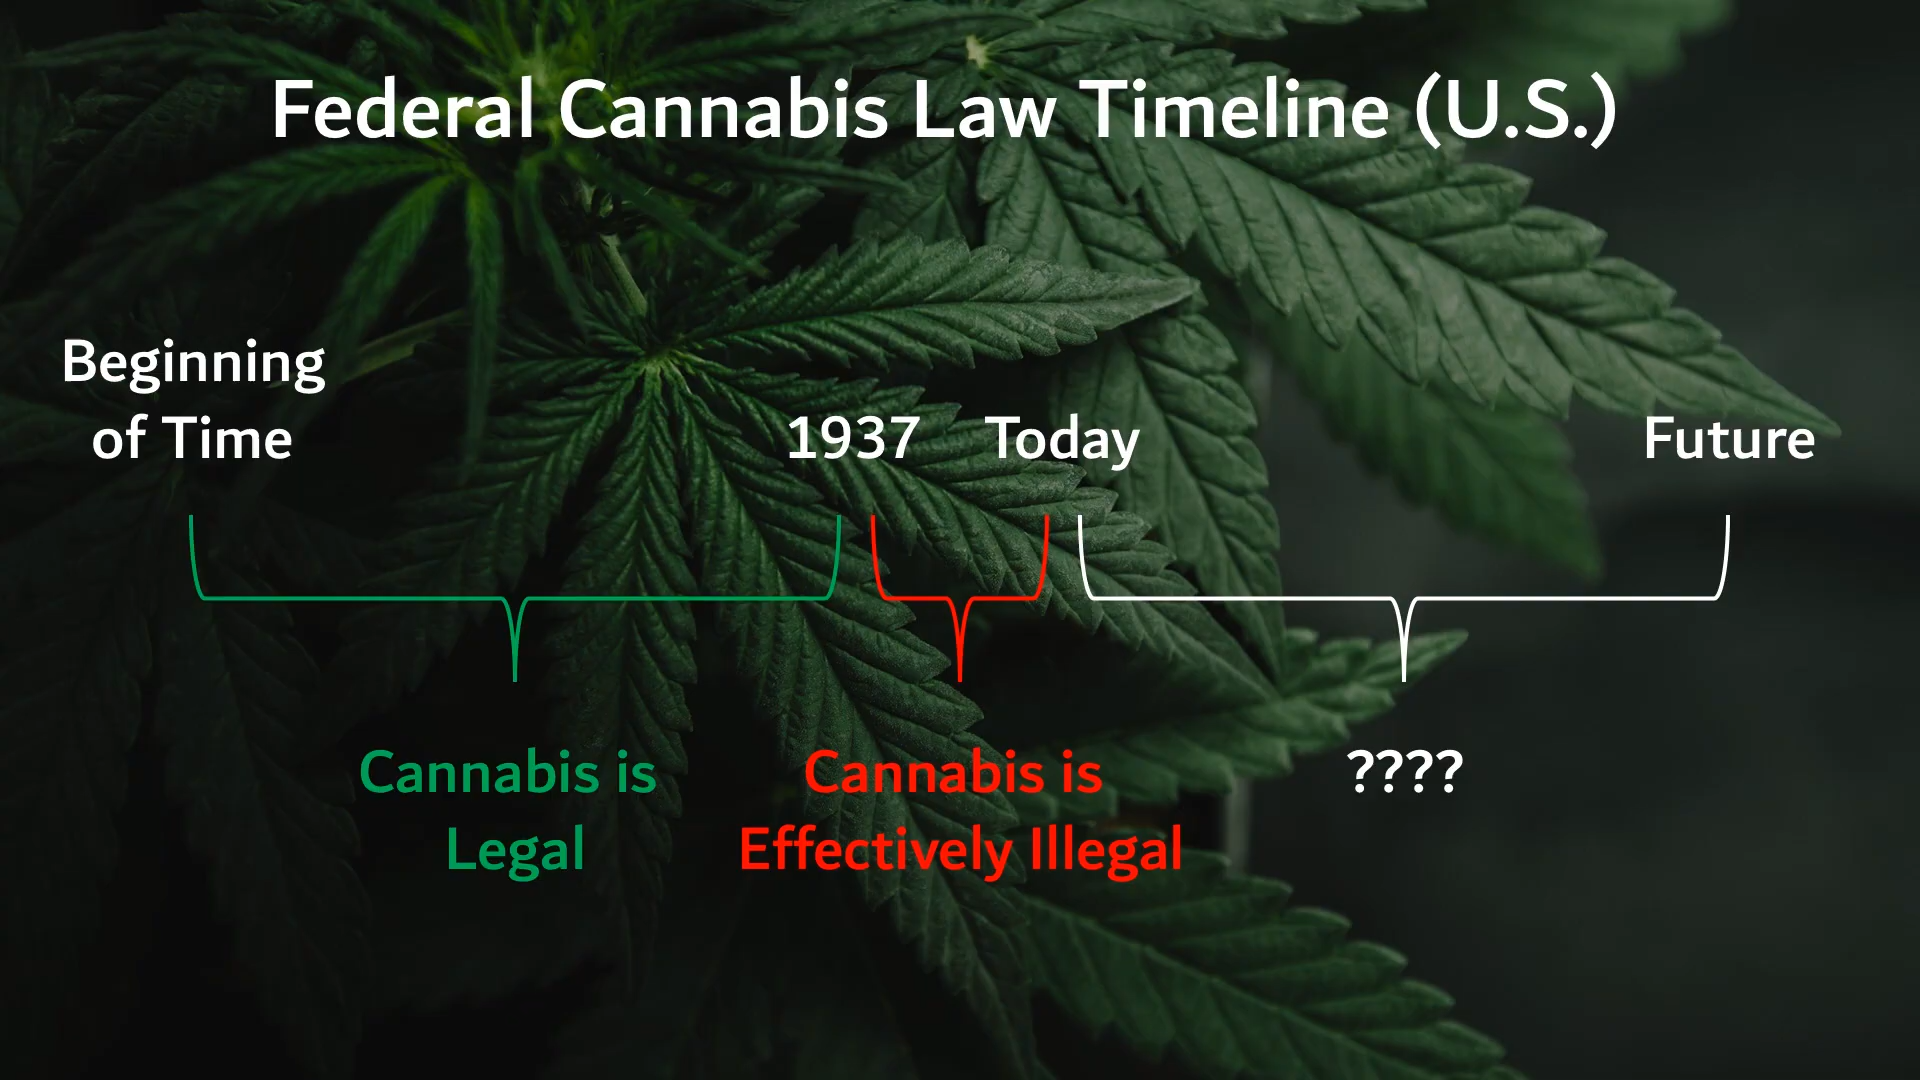 Federal Cannabis Law Timeline (U.S.)
Beginning
of Time
1937
Today
Future
Cannabis is
Legal
Cannabis is
Effectively Illegal
????